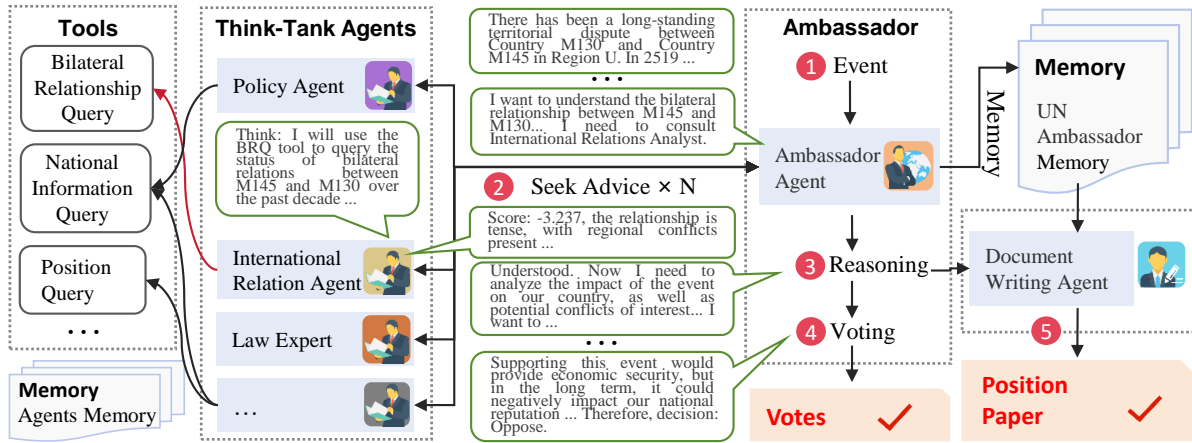 Tools
Bilateral
Relationship
Query
National
Information
Query
Position
Query
...
Memory
Agents Memory
Think-Tank Agents
Policy Agent
Think: I will use the
BRQ tool to query the
status of bilateral
relations between
M145 and M130 over
the past decade ...
International
Relation Agent
Law Expert
...
There has been a long-standing
territorial dispute between
Country M130 and Country
M145 in Region U. In 2519 ...
...
I want to understand the bilateral
relationship between M145 and
M130... I need to consult
International Relations Analyst.
2 Seek Advice × N
Score: -3.237, the relationship is
tense, with regional conflicts
present ...
Understood. Now I need to
analyze the impact of the event
on our country, as well as
potential conflicts of interest... I
want to ...
...
Supporting this event would
provide economic security, but
in the long term, it could
negatively impact our national
reputation ... Therefore, decision:
Oppose.
Ambassador
1 Event
Ambassador
Agent
3 Reasoning
4 Voting
Votes
Memory
Memory
UN
Ambassador
Memory
Document
Writing Agent
5
Position
Paper